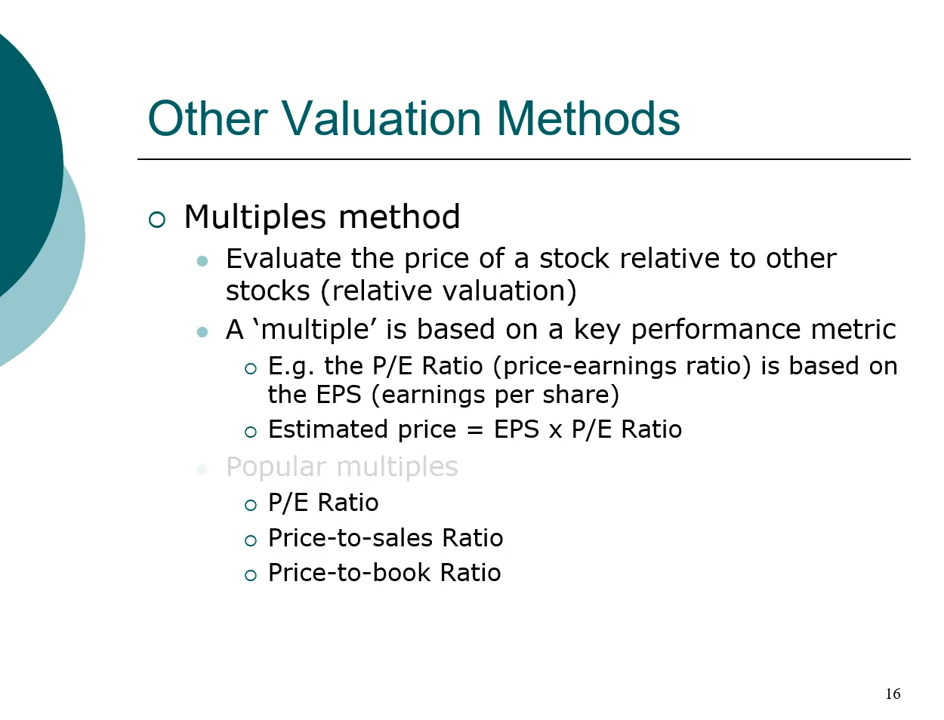 Other Valuation Methods
Multiples method
Evaluate the price of a stock relative to other
stocks (relative valuation)
A ‘multiple’ is based on a key performance metric
E.g. the P/E Ratio (price-earnings ratio) is based on
the EPS (earnings per share)
Estimated price = EPS x P/E Ratio
Popular multiples
P/E Ratio
Price-to-sales Ratio
Price-to-book Ratio
16